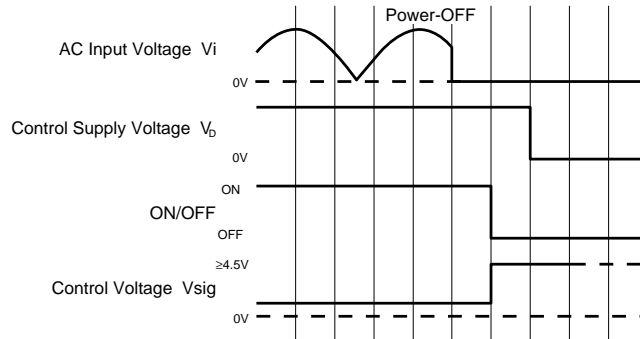 Power-OFF
AC Input Voltage Vi
0V
Control Supply Voltage V_D
0V
ON
ON/OFF
OFF
≥4.5V
Control Voltage Vsig
0V